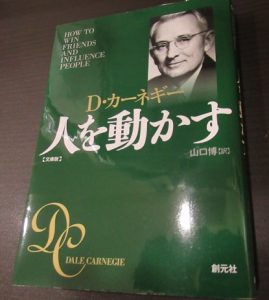 HOW TO
WIN
FRIENDS
AND
INFLUENCE
PEOPLE
D・カーネギー
人を動かす
【文庫版】
山口博[訳]
DC
DALE CARNEGIE
創元社